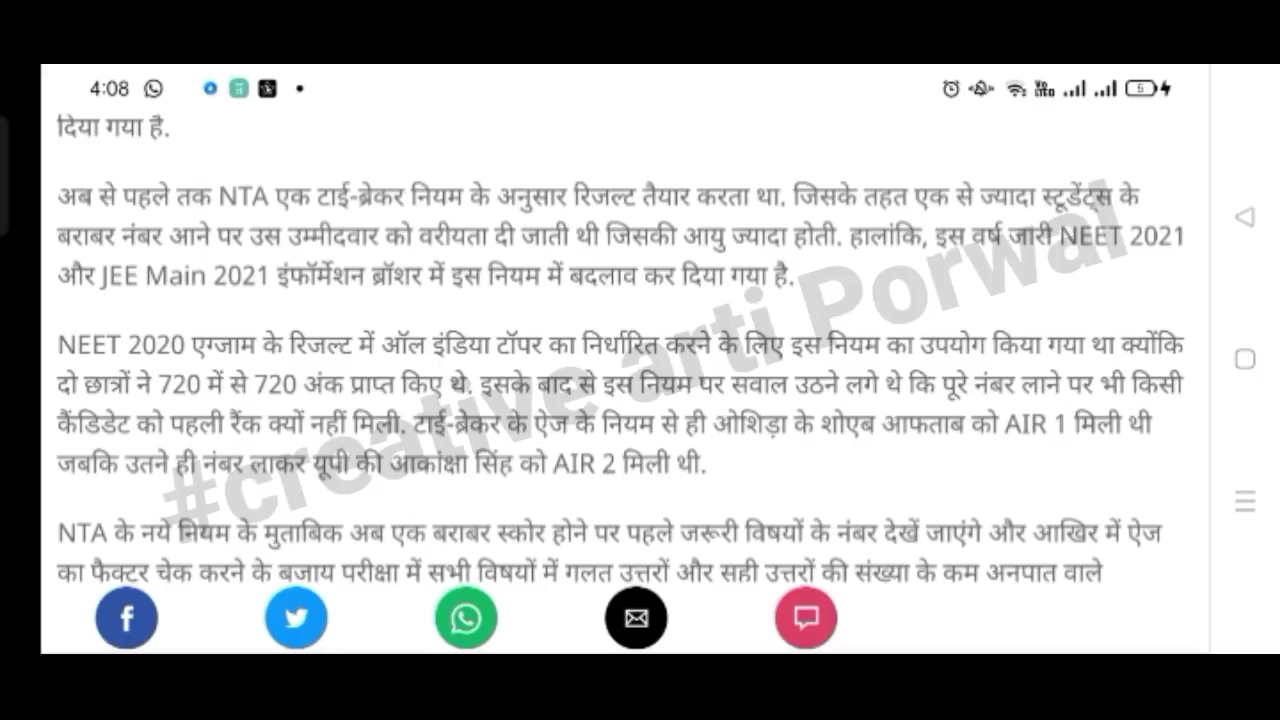 4:08
5
दिया गया है.
अब से पहले तक NTA एक टाई-ब्रेकर नियम के अनुसार रिजल्ट तैयार करता था. जिसके तहत एक से ज्यादा स्टूडेंट्स के
बराबर नंबर आने पर उस उम्मीदवार को वरीयता दी जाती थी जिसकी आयु ज्यादा होती. हालांकि, इस वर्ष जारी NEET 2021
और JEE Main 2021 इंफॉर्मेशन ब्रॉशर में इस नियम में बदलाव कर दिया गया है.
NEET 2020 एग्जाम के रिजल्ट में ऑल इंडिया टॉपर का निर्धारित करने के लिए इस नियम का उपयोग किया गया था क्योंकि
दो छात्रों ने 720 में से 720 अंक प्राप्त किए थे. इसके बाद से इस नियम पर सवाल उठने लगे थे कि पूरे नंबर लाने पर भी किसी
कैंडिडेट को पहली रैंक क्यों नहीं मिली. टाई-ब्रेकर के ऐज के नियम से ही ओशिड़ा के शोएब आफताब को AIR 1 मिली थी
जबकि उतने ही नंबर लाकर यूपी की आकांक्षा सिंह को AIR 2 मिली थी.
NTA के नये नियम के मुताबिक अब एक बराबर स्कोर होने पर पहले जरूरी विषयों के नंबर देखें जाएंगे और आखिर में ऐज
का फैक्टर चेक करने के बजाय परीक्षा में सभी विषयों में गलत उत्तरों और सही उत्तरों की संख्या के कम अनपात वाले
#creative arti Porwal